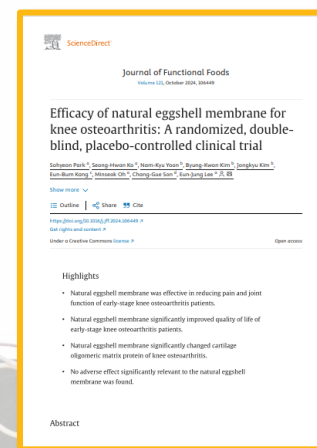 ScienceDirect
Journal of Functional Foods
Volume 121, October 2024, 106449
Efficacy of natural eggshell membrane for
knee osteoarthritis: A randomized, double-
blind, placebo-controlled clinical trial
Sahyeon Park a, Seong-Hwan Ko a, Nam-Kyu Yoon b, Byung-Kwon Kim b, Jongkyu Kim b,
Eun-Bum Kang c, Minseok Oh c, Chang-Gue Son d, Eun-Jung Lee a
Show more
Outline | Share Cite
https://doi.org/10.1016/j.jff.2024.106449
Get rights and content
Under a Creative Commons license Open access
Highlights
• Natural eggshell membrane was effective in reducing pain and joint
function of early-stage knee osteoarthritis patients.
• Natural eggshell membrane significantly improved quality of life of
early-stage knee osteoarthritis patients.
• Natural eggshell membrane significantly changed cartilage
oligomeric matrix protein of knee osteoarthritis.
• No adverse effect significantly relevant to the natural eggshell
membrane was found.
Abstract